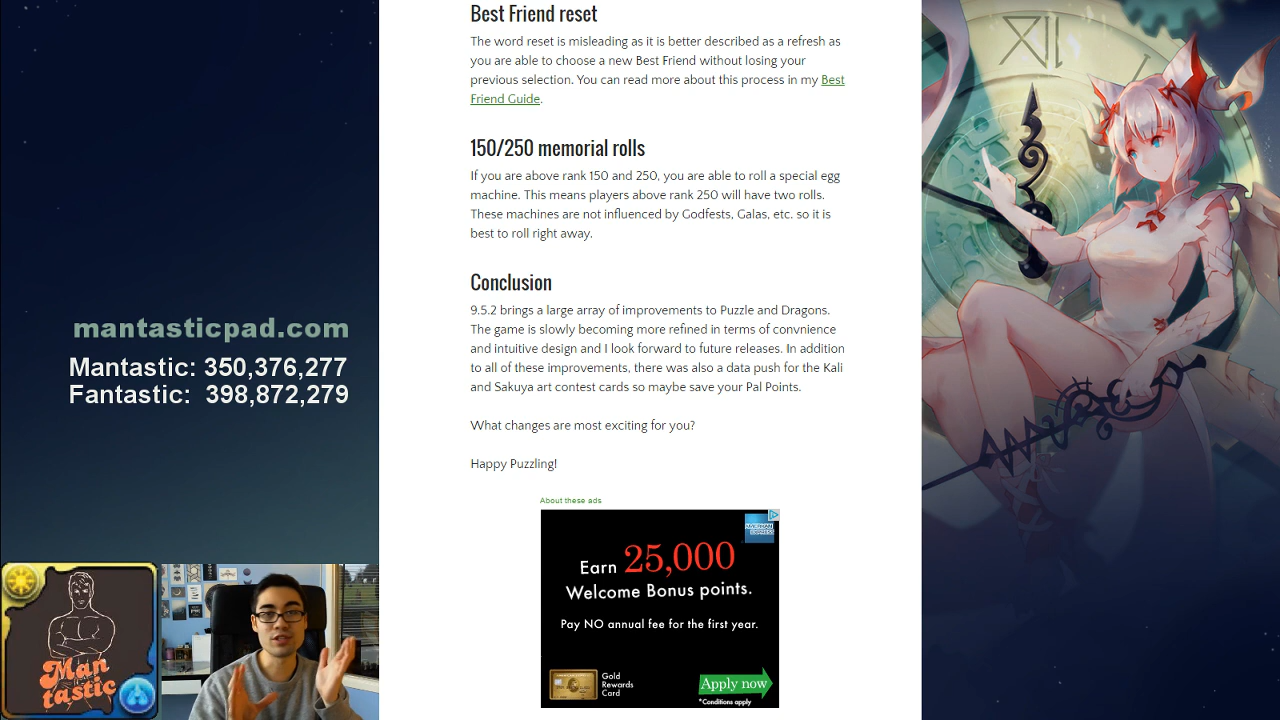 Best Friend reset
The word reset is misleading as it is better described as a refresh as
you are able to choose a new Best Friend without losing your
previous selection. You can read more about this process in my Best
Friend Guide.
150/250 memorial rolls
If you are above rank 150 and 250, you are able to roll a special egg
machine. This means players above rank 250 will have two rolls.
These machines are not influenced by Godfests, Galas, etc. so it is
best to roll right away.
Conclusion
9.5.2 brings a large array of improvements to Puzzle and Dragons.
The game is slowly becoming more refined in terms of convnience
and intuitive design and I look forward to future releases. In addition
to all of these improvements, there was also a data push for the Kali
and Sakuya art contest cards so maybe save your Pal Points.
What changes are most exciting for you?
Happy Puzzling!
About these ads
AMERICAN
EXPRESS
Earn 25,000
Welcome Bonus points.
Pay NO annual fee for the first year.
Gold
Rewards
Card
Apply now
*Conditions apply
mantasticpad.com
Mantastic: 350,376,277
Fantastic: 398,872,279
Man
tastic
XII